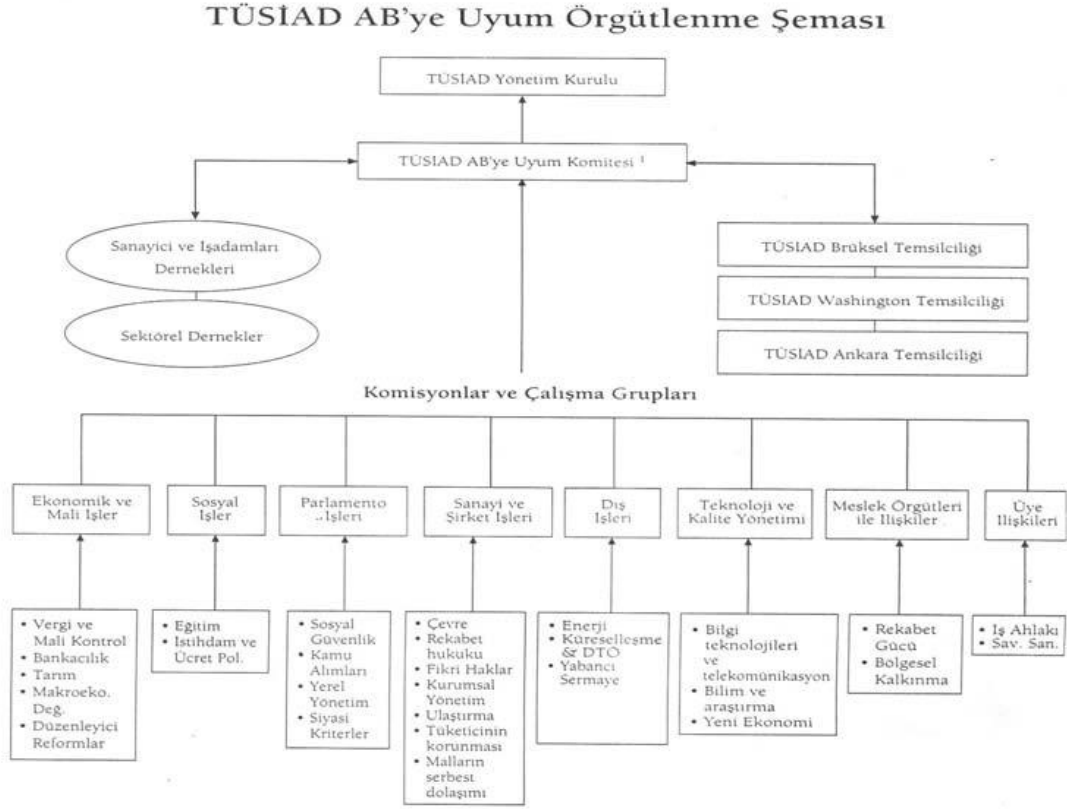 TÜSİAD AB'ye Uyum Örgütlenme Şeması
TÜSİAD Yönetim Kurulu
TÜSİAD AB'ye Uyum Komitesi ¹
Sanayici ve İşadamları
Dernekleri
Sektörel Dernekler
TÜSİAD Brüksel Temsilciliği
TÜSİAD Washington Temsilciliği
TÜSİAD Ankara Temsilciliği
Komisyonlar ve Çalışma Grupları
Ekonomik ve
Mali İşler
Sosyal
İşler
Parlamento
İşleri
Sanayi ve
Şirket İşleri
Dış
İşleri
Teknoloji ve
Kalite Yönetimi
Meslek Örgütleri
ile İlişkiler
Üye
İlişkileri
• Vergi ve
Mali Kontrol
• Bankacılık
• Tarım
• Makroeko.
Değ.
• Düzenleyici
Reformlar
• Eğitim
• İstihdam ve
Ücret Pol.
• Sosyal
Güvenlik
• Kamu
Alımları
• Yerel
Yönetim
• Siyasi
Kriterler
• Çevre
• Rekabet
hukuku
• Fikri Haklar
• Kurumsal
Yönetim
• Ulaştırma
• Tüketicinin
korunması
• Malların
serbest
dolaşımı
• Enerji
• Küreselleşme
& DTÖ
• Yabancı
Sermaye
• Bilgi
teknolojileri
ve
telekomünikasyon
• Bilim ve
araştırma
• Yeni Ekonomi
• Rekabet
Gücü
• Bölgesel
Kalkınma
• İş Ahlakı
• Sav. San.